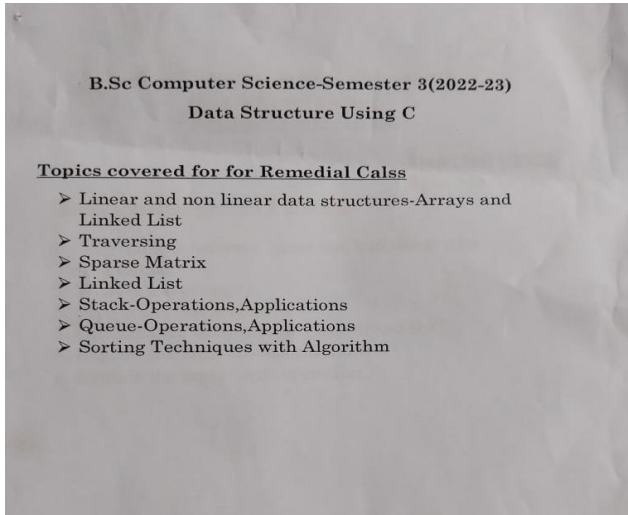 B.Sc Computer Science-Semester 3(2022-23)
Data Structure Using C
Topics covered for for Remedial Calss
➢ Linear and non linear data structures-Arrays and
Linked List
➢ Traversing
➢ Sparse Matrix
➢ Linked List
➢ Stack-Operations,Applications
➢ Queue-Operations,Applications
➢ Sorting Techniques with Algorithm